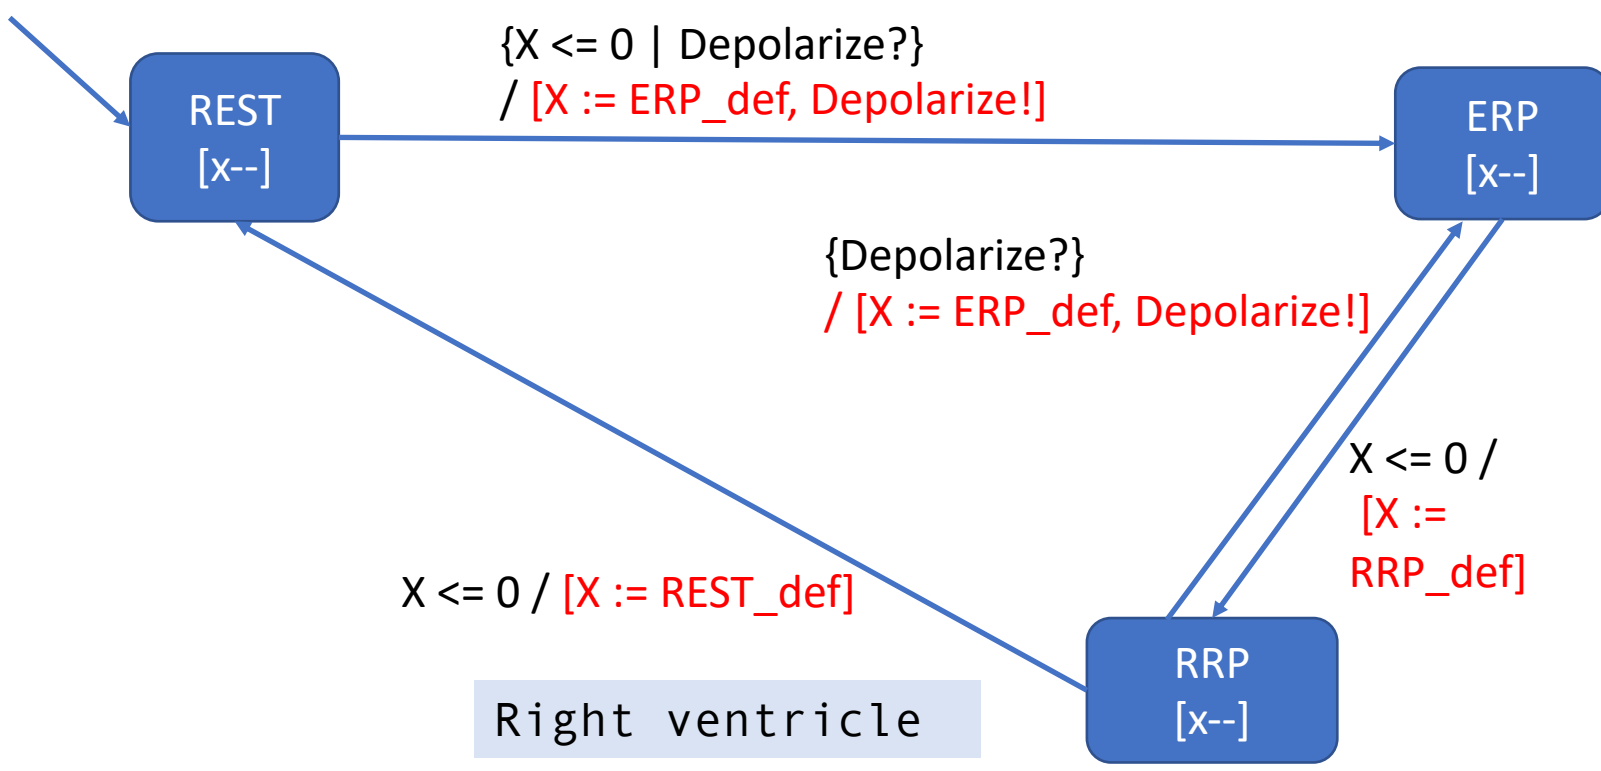 {X <= 0 | Depolarize?}
/ [X := ERP_def, Depolarize!]
REST
[x--]
ERP
[x--]
{Depolarize?}
/ [X := ERP_def, Depolarize!]
X <= 0 /
[X :=
RRP_def]
X <= 0 / [X := REST_def]
RRP
[x--]
Right ventricle